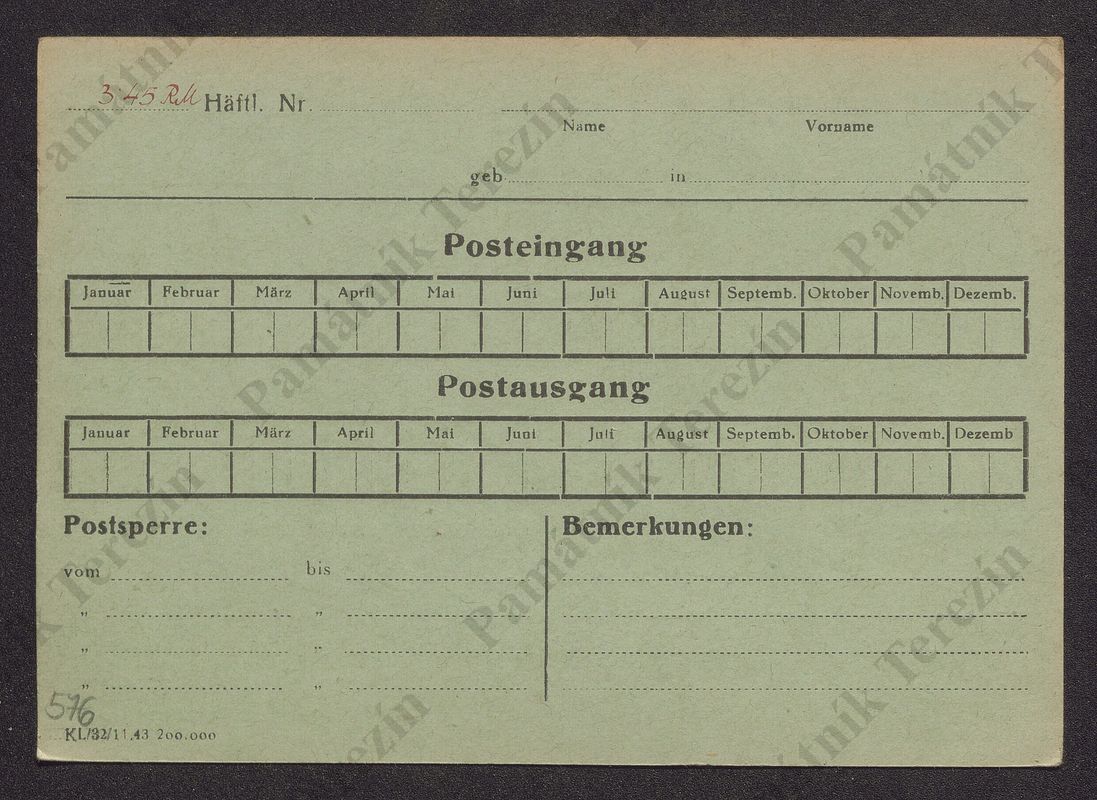 3 45 RM Häftl. Nr.
Name Vorname
geb. in
Posteingang
Januar Februar März April Mai Juni Juli August Septemb. Oktober Novemb. Dezemb.
Postausgang
Januar Februar März April Mai Juni Juli August Septemb. Oktober Novemb. Dezemb
Postsperre: Bemerkungen:
vom bis
„ „
„ „
„ „
576
KL/32/11.43 200.000
Památník Terezín